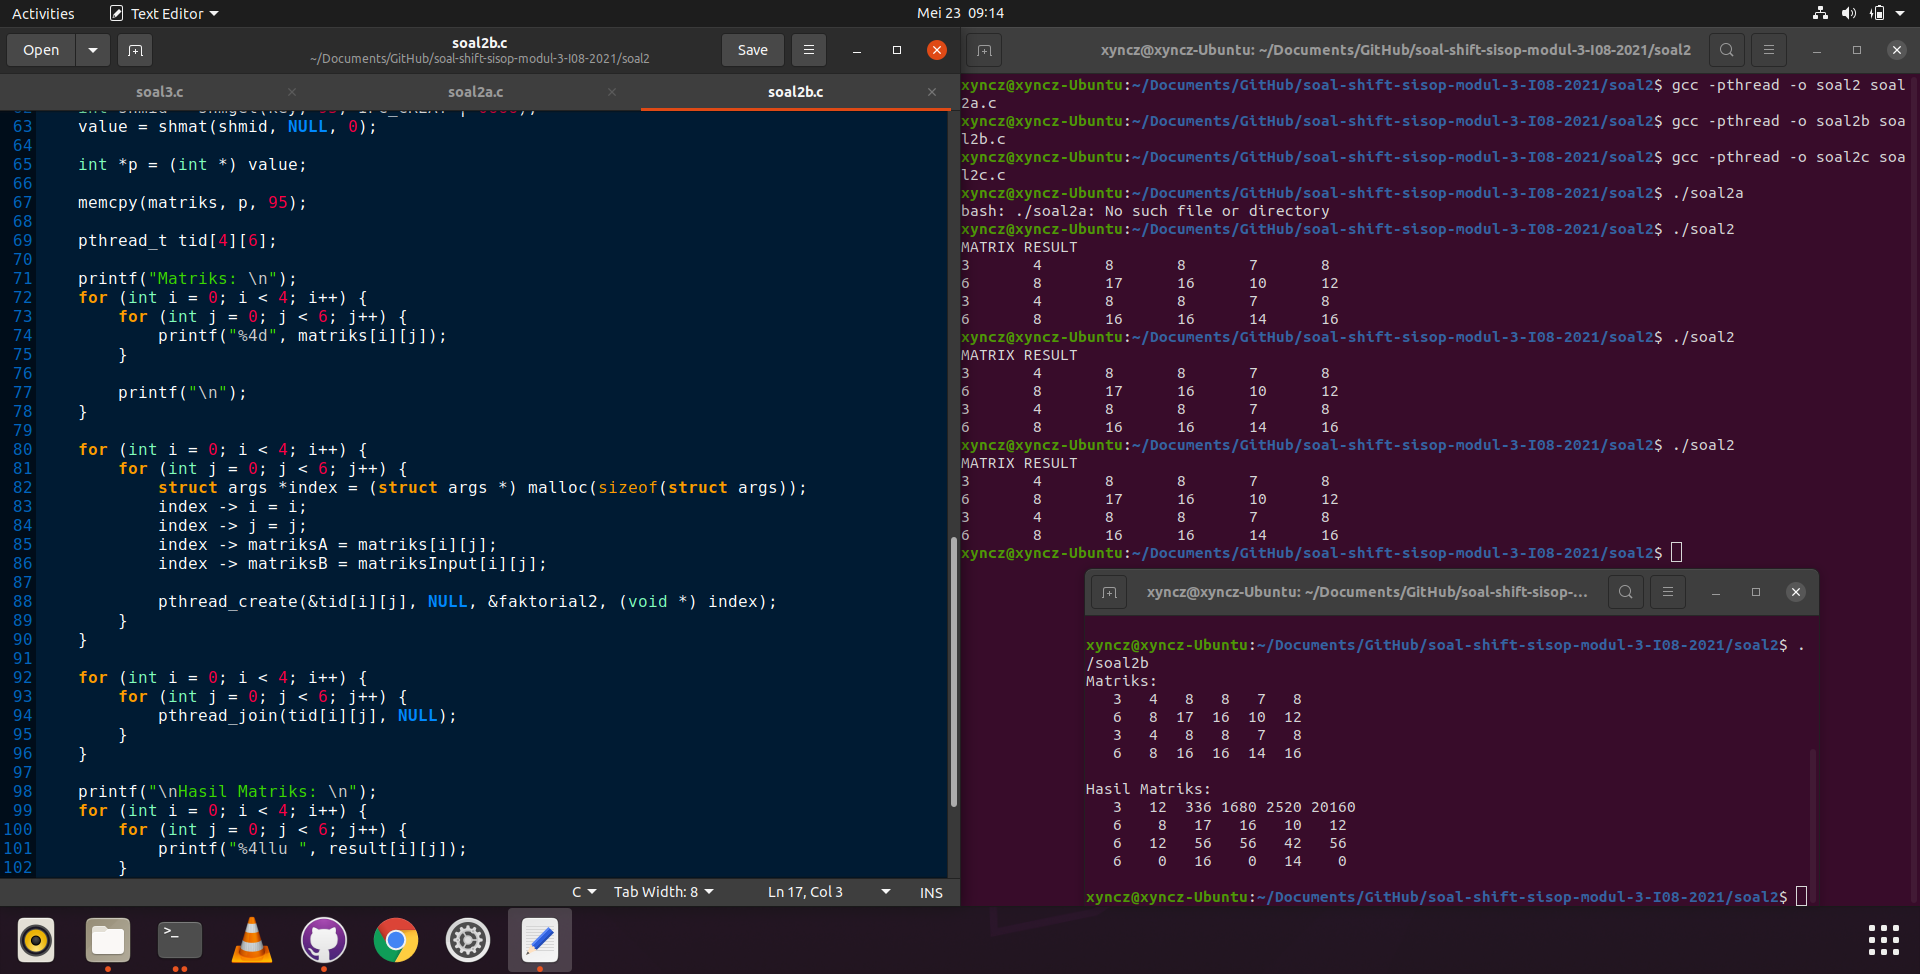 Activities
Text Editor
Mei 23 09:14
Open
soal2b.c
~/Documents/GitHub/soal-shift-sisop-modul-3-I08-2021/soal2
Save
soal3.c
soal2a.c
soal2b.c
63 value = shmat(shmid, NULL, 0);
64
65 int *p = (int *) value;
66
67 memcpy(matriks, p, 95);
68
69 pthread_t tid[4][6];
70
71 printf("Matriks: \n");
72 for (int i = 0; i < 4; i++) {
73 for (int j = 0; j < 6; j++) {
74 printf("%4d", matriks[i][j]);
75 }
76
77 printf("\n");
78 }
79
80 for (int i = 0; i < 4; i++) {
81 for (int j = 0; j < 6; j++) {
82 struct args *index = (struct args *) malloc(sizeof(struct args));
83 index -> i = i;
84 index -> j = j;
85 index -> matriksA = matriks[i][j];
86 index -> matriksB = matriksInput[i][j];
87
88 pthread_create(&tid[i][j], NULL, &faktorial2, (void *) index);
89 }
90 }
91
92 for (int i = 0; i < 4; i++) {
93 for (int j = 0; j < 6; j++) {
94 pthread_join(tid[i][j], NULL);
95 }
96 }
97
98 printf("\nHasil Matriks: \n");
99 for (int i = 0; i < 4; i++) {
100 for (int j = 0; j < 6; j++) {
101 printf("%4llu ", result[i][j]);
102 }
C
Tab Width: 8
Ln 17, Col 3
INS
xyncz@xyncz-Ubuntu: ~/Documents/GitHub/soal-shift-sisop-modul-3-I08-2021/soal2
xyncz@xyncz-Ubuntu:~/Documents/GitHub/soal-shift-sisop-modul-3-I08-2021/soal2$ gcc -pthread -o soal2 soal
2a.c
xyncz@xyncz-Ubuntu:~/Documents/GitHub/soal-shift-sisop-modul-3-I08-2021/soal2$ gcc -pthread -o soal2b soa
l2b.c
xyncz@xyncz-Ubuntu:~/Documents/GitHub/soal-shift-sisop-modul-3-I08-2021/soal2$ gcc -pthread -o soal2c soa
l2c.c
xyncz@xyncz-Ubuntu:~/Documents/GitHub/soal-shift-sisop-modul-3-I08-2021/soal2$ ./soal2a
bash: ./soal2a: No such file or directory
xyncz@xyncz-Ubuntu:~/Documents/GitHub/soal-shift-sisop-modul-3-I08-2021/soal2$ ./soal2
MATRIX RESULT
3 4 8 8 7 8
6 8 17 16 10 12
3 4 8 8 7 8
6 8 16 16 14 16
xyncz@xyncz-Ubuntu:~/Documents/GitHub/soal-shift-sisop-modul-3-I08-2021/soal2$ ./soal2
MATRIX RESULT
3 4 8 8 7 8
6 8 17 16 10 12
3 4 8 8 7 8
6 8 16 16 14 16
xyncz@xyncz-Ubuntu:~/Documents/GitHub/soal-shift-sisop-modul-3-I08-2021/soal2$ ./soal2
MATRIX RESULT
3 4 8 8 7 8
6 8 17 16 10 12
3 4 8 8 7 8
6 8 16 16 14 16
xyncz@xyncz-Ubuntu:~/Documents/GitHub/soal-shift-sisop-modul-3-I08-2021/soal2$
xyncz@xyncz-Ubuntu: ~/Documents/GitHub/soal-shift-sisop-...
xyncz@xyncz-Ubuntu:~/Documents/GitHub/soal-shift-sisop-modul-3-I08-2021/soal2$ .
/soal2b
Matriks:
3 4 8 8 7 8
6 8 17 16 10 12
3 4 8 8 7 8
6 8 16 16 14 16
Hasil Matriks:
3 12 336 1680 2520 20160
6 8 17 16 10 12
6 12 56 56 42 56
6 0 16 0 14 0
xyncz@xyncz-Ubuntu:~/Documents/GitHub/soal-shift-sisop-modul-3-I08-2021/soal2$